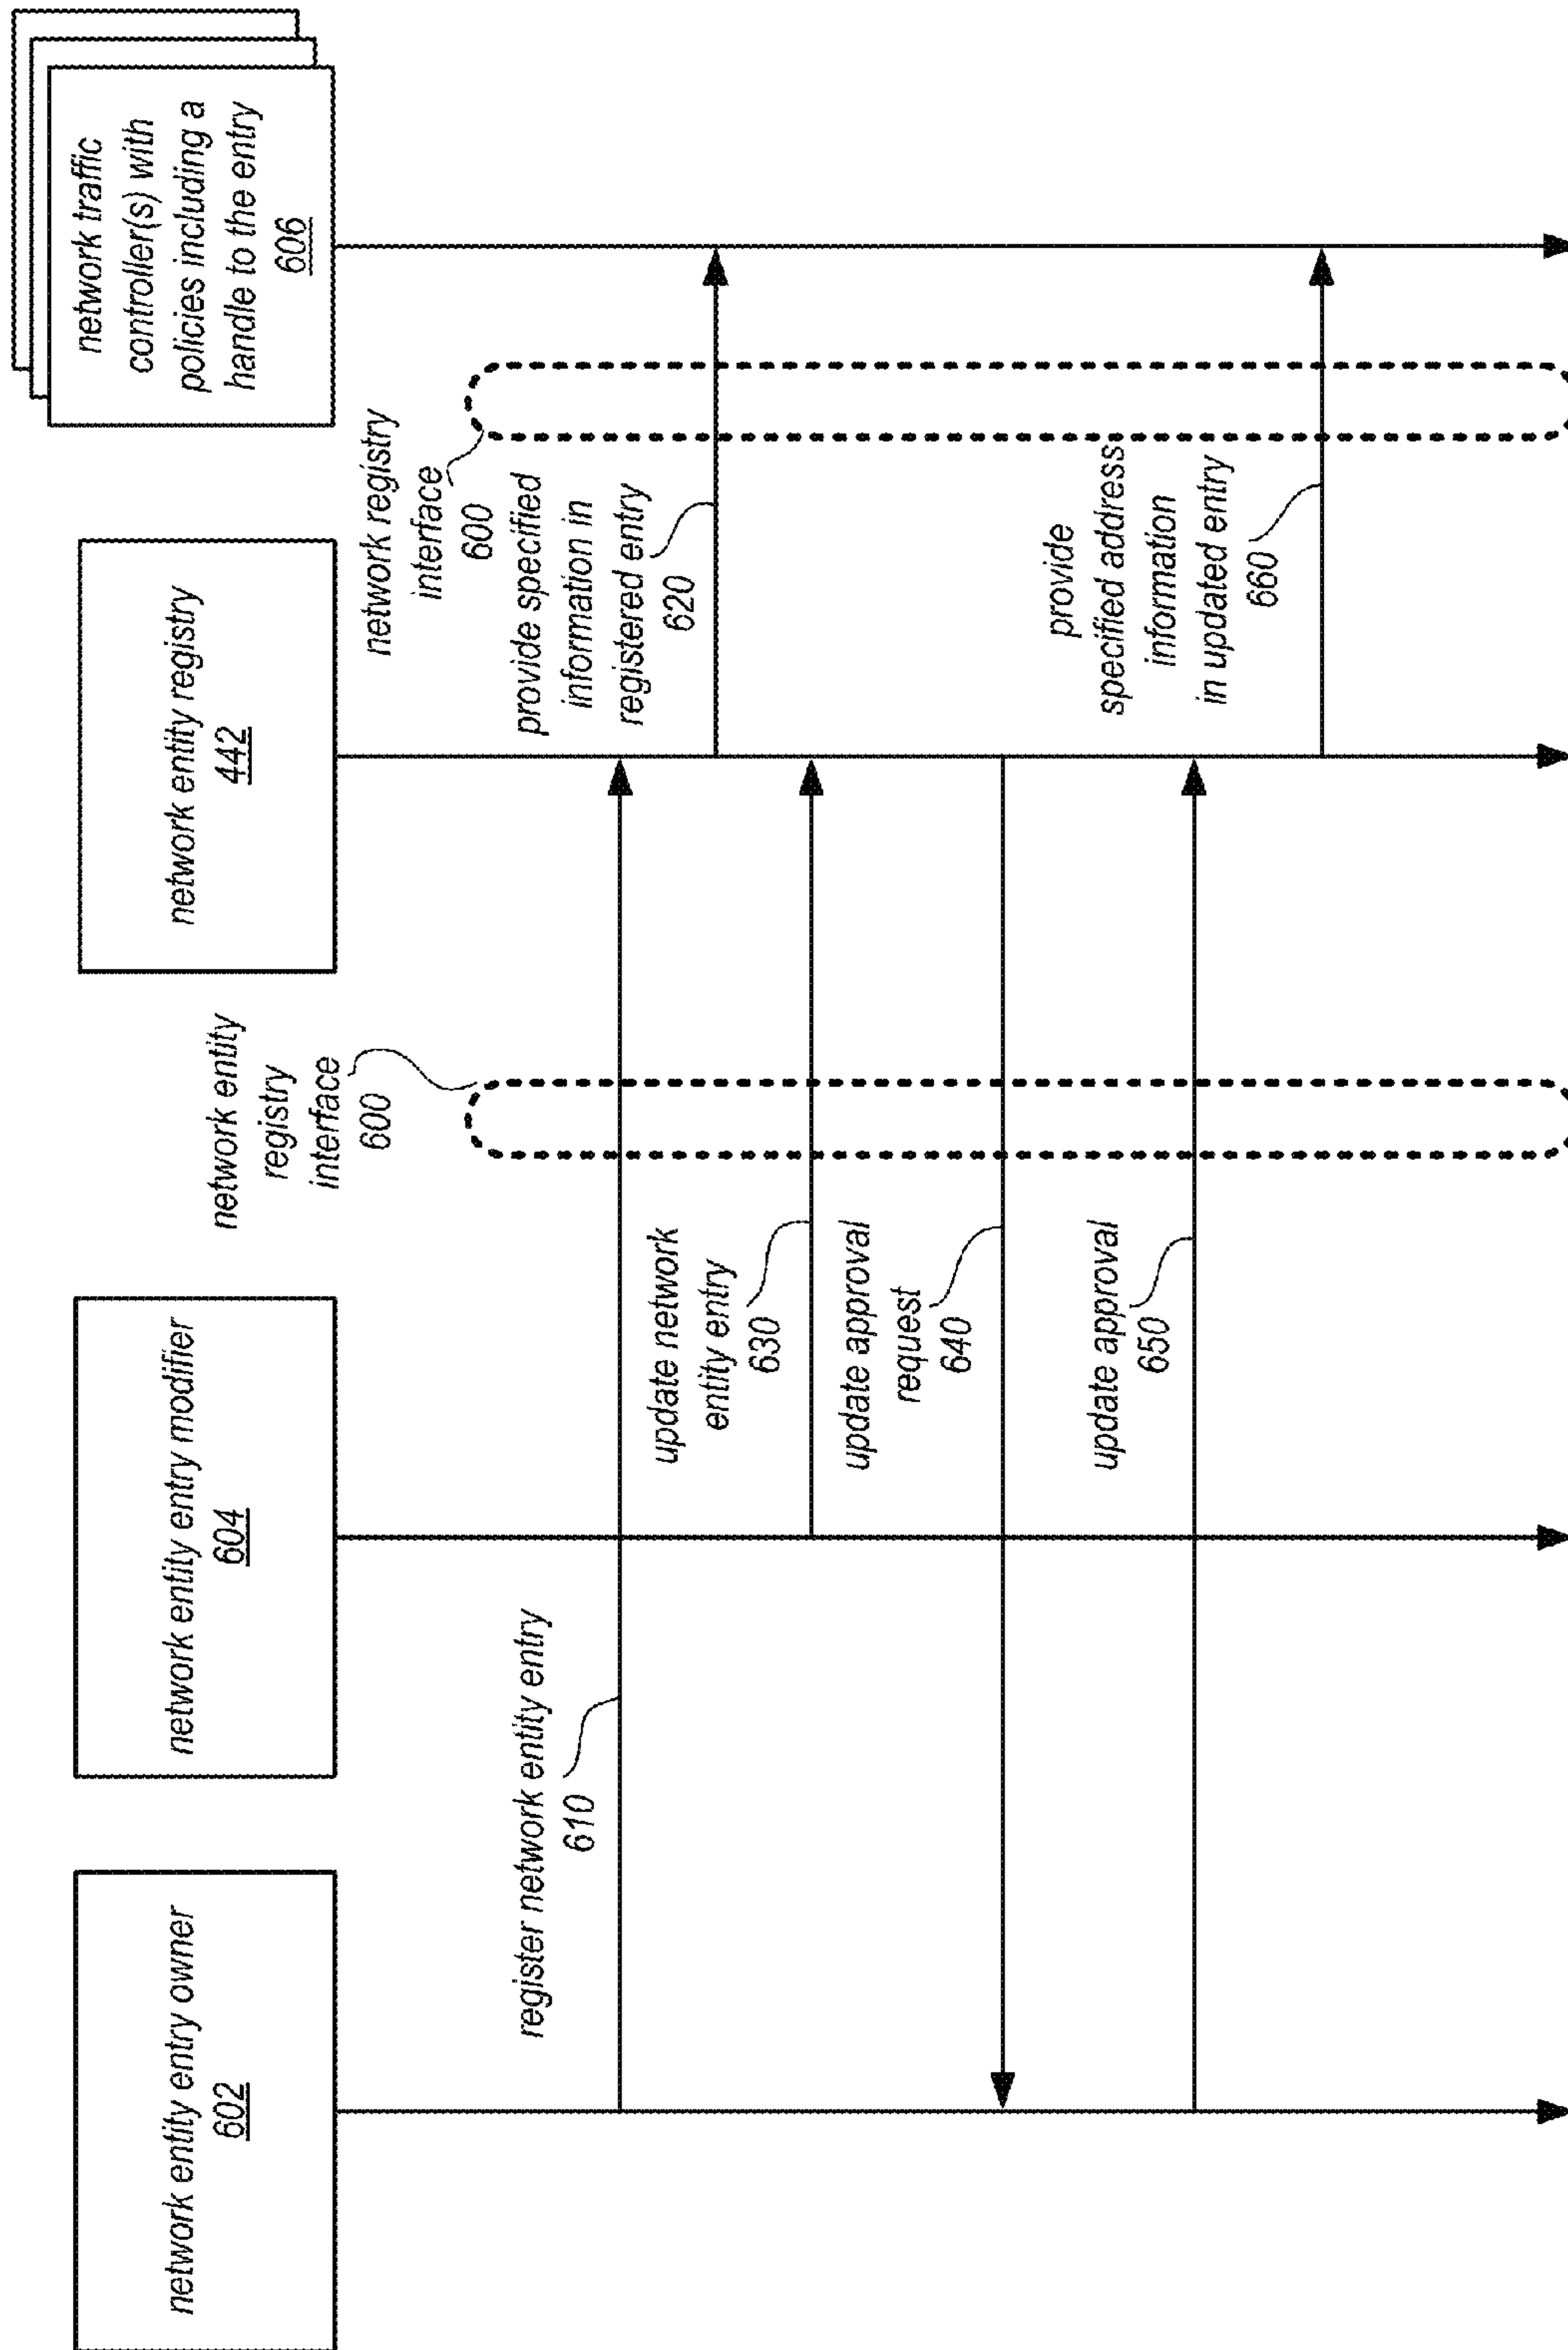 network entity entry owner
602
network entity entry modifier
604
network entity registry
442
network traffic
controller(s) with
policies including a
handle to the entry
606
network entity
registry
interface
600
network registry
interface
600
register network entity entry
610
provide specified
information in
registered entry
620
update network
entity entry
630
update approval
request
640
update approval
650
provide
specified address
information
in updated entry
660